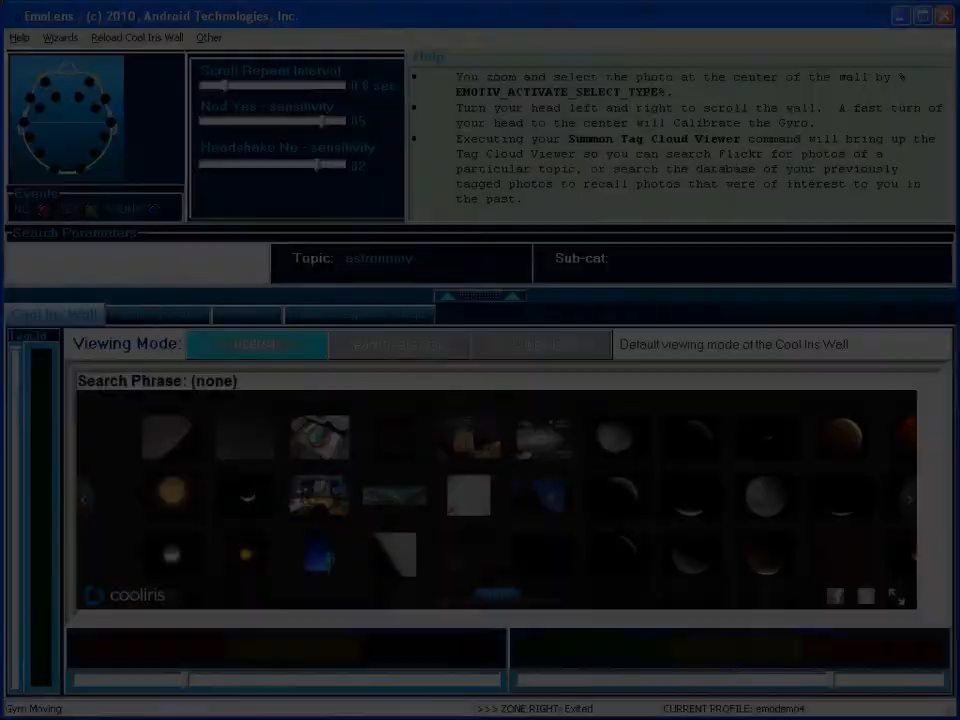 EmoLens - (c) 2010, Android Technologies, Inc.
Help Wizards Reload Cool Iris Wall Other
Scroll Repeat Interval
0.6 sec
Nod Yes - sensitivity
85
Headshake No - sensitivity
Help
You zoom and select the photo at the center of the wall by %
EMOTIV_ACTIVATE_SELECT_TYPE%.
Turn your head left and right to scroll the wall. A fast turn of
your head to the center will Calibrate the Gyro.
Executing your Summon Tag Cloud Viewer command will bring up the
Tag Cloud Viewer so you can search Flickr for photos of a
particular topic, or search the database of your previously
tagged photos to recall photos that were of interest to you in
the past.
Events
Search Parameters
Topic: astronomy
Sub-cat:
Cool Iris Wall
Viewing Mode:
Default viewing mode of the Cool Iris Wall
Search Phrase: (none)
cooliris
Gyro Moving
>>> ZONE RIGHT: Exited
CURRENT PROFILE: emodemo4